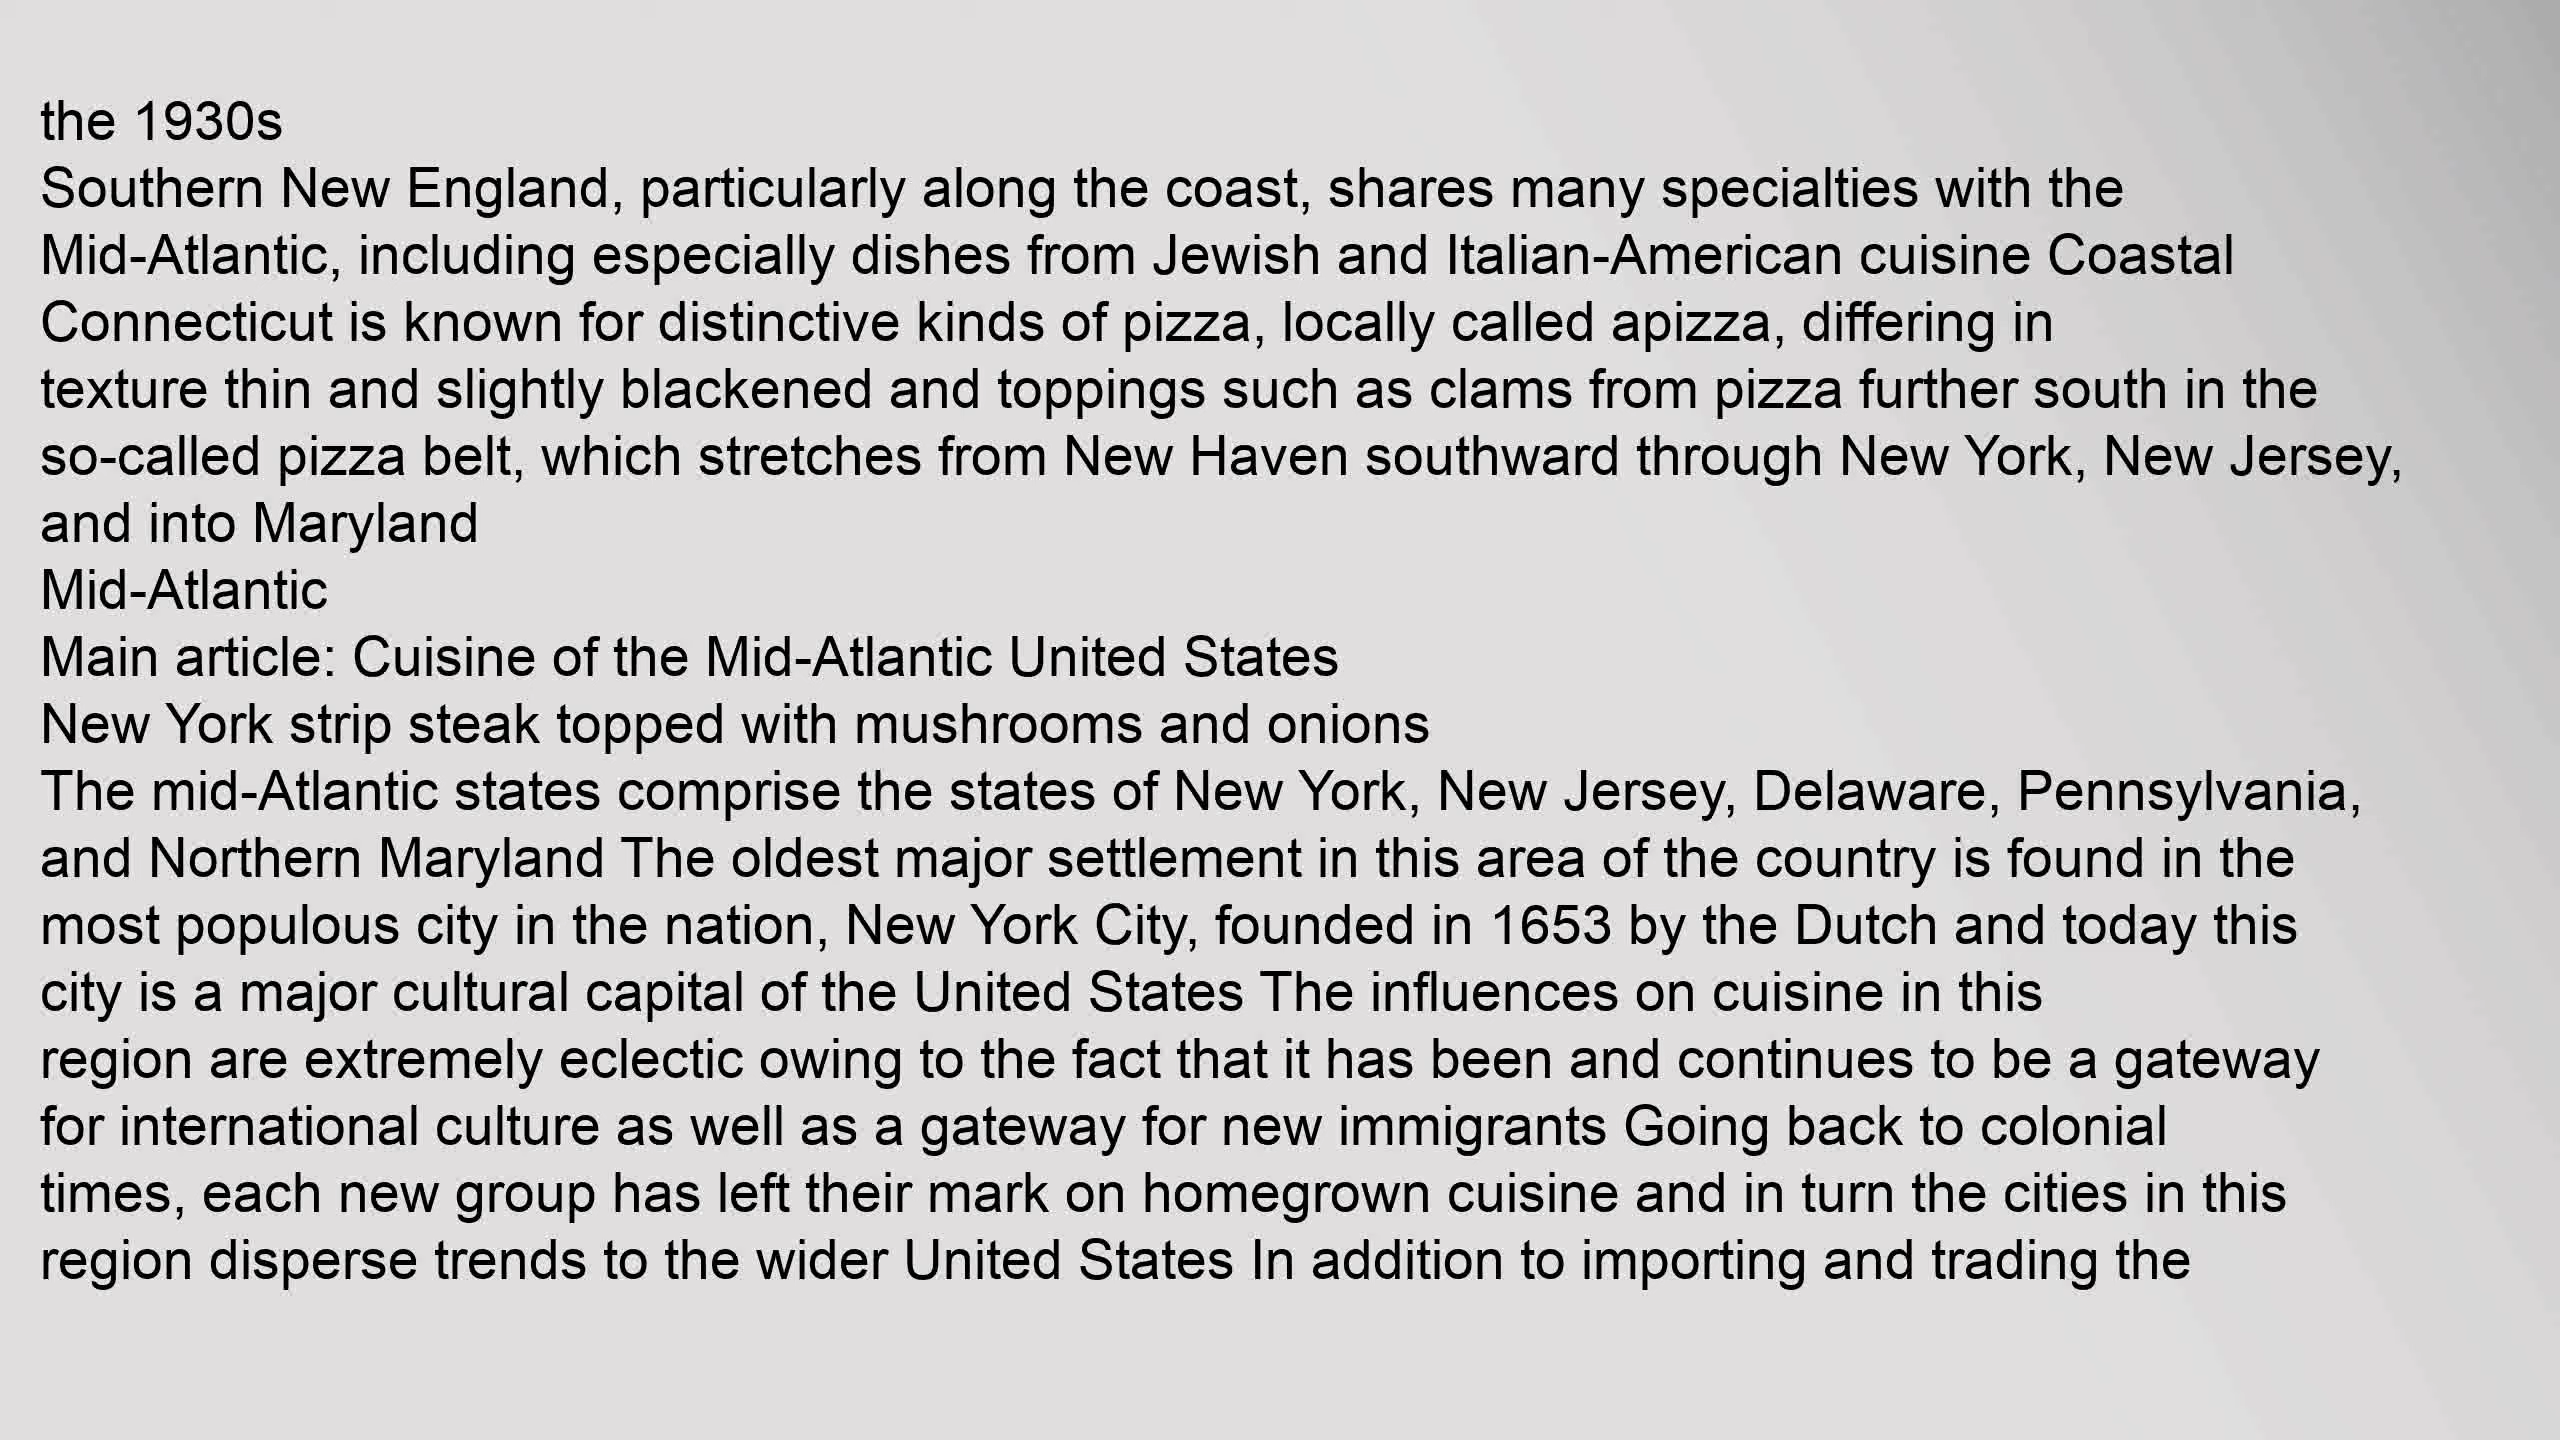 the 1930s
Southern New England, particularly along the coast, shares many specialties with the
Mid-Atlantic, including especially dishes from Jewish and Italian-American cuisine Coastal
Connecticut is known for distinctive kinds of pizza, locally called apizza, differing in
texture thin and slightly blackened and toppings such as clams from pizza further south in the
so-called pizza belt, which stretches from New Haven southward through New York, New Jersey,
and into Maryland
Mid-Atlantic
Main article: Cuisine of the Mid-Atlantic United States
New York strip steak topped with mushrooms and onions
The mid-Atlantic states comprise the states of New York, New Jersey, Delaware, Pennsylvania,
and Northern Maryland The oldest major settlement in this area of the country is found in the
most populous city in the nation, New York City, founded in 1653 by the Dutch and today this
city is a major cultural capital of the United States The influences on cuisine in this
region are extremely eclectic owing to the fact that it has been and continues to be a gateway
for international culture as well as a gateway for new immigrants Going back to colonial
times, each new group has left their mark on homegrown cuisine and in turn the cities in this
region disperse trends to the wider United States In addition to importing and trading the